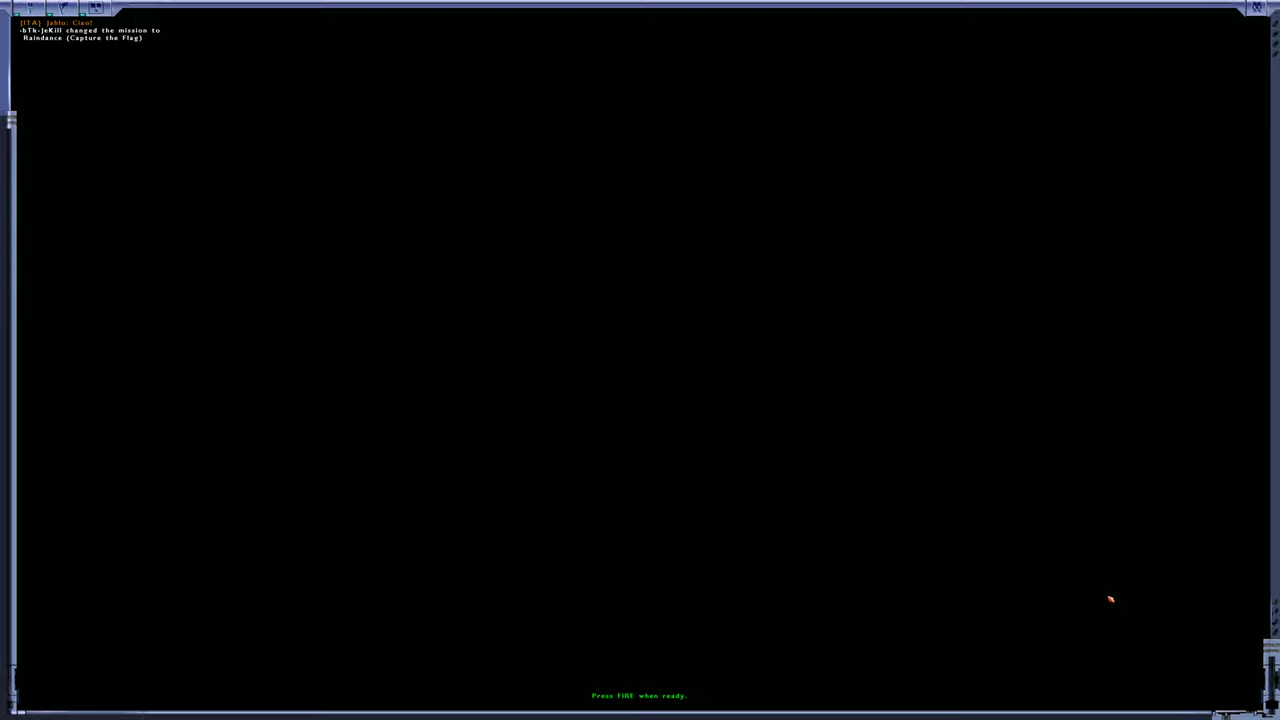 {ITA} Jablo: Ciao!
-bTk-JeKill changed the mission to
Raindance (Capture the Flag)
Press FIRE when ready.